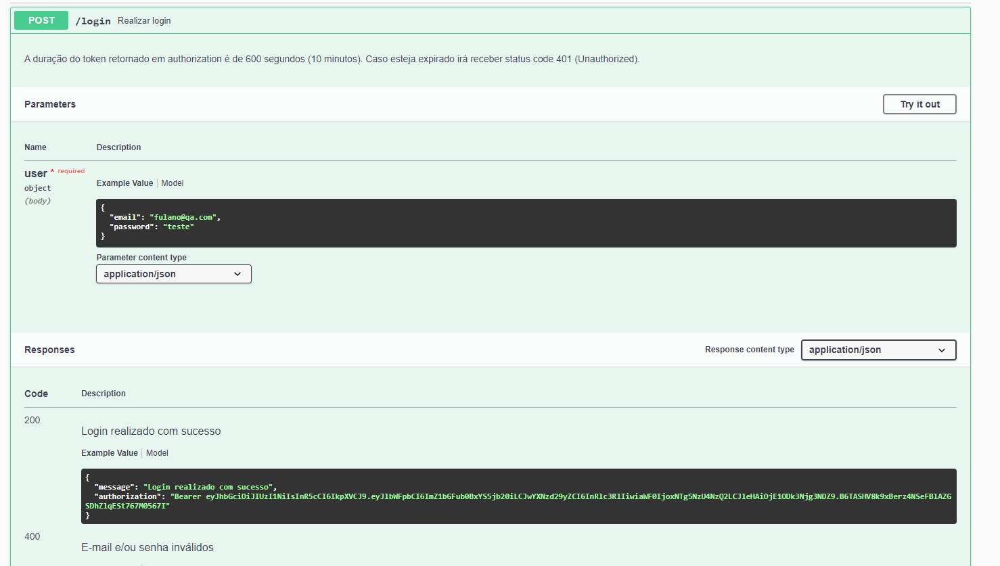 POST /login Realizar login
A duração do token retornado em authorization é de 600 segundos (10 minutos). Caso esteja expirado irá receber status code 401 (Unauthorized).
Parameters Try it out
Name Description
user * required
object
(body)
Example Value Model
{
"email": "fulano@qa.com",
"password": "teste"
}
Parameter content type
application/json
Responses Response content type application/json
Code Description
200
Login realizado com sucesso
Example Value Model
{
"message": "Login realizado com sucesso",
"authorization": "Bearer eyJhbGciOiJIUzI1NiIsInR5cCI6IkpXVCJ9.eyJlbWFpbCI6ImZ1bGFub0BxYS5jb20iLCJwYXNzd29yZCI6InRlc3RlIiwiaWF0IjoxNTg5NzU4NzQ2LCJleHAiOjE1ODk3Njg3NDZ9.B6TASHV8k9xBerz4NSeFBlAZG
SDhZlqESt767M0567I"
}
400
E-mail e/ou senha inválidos